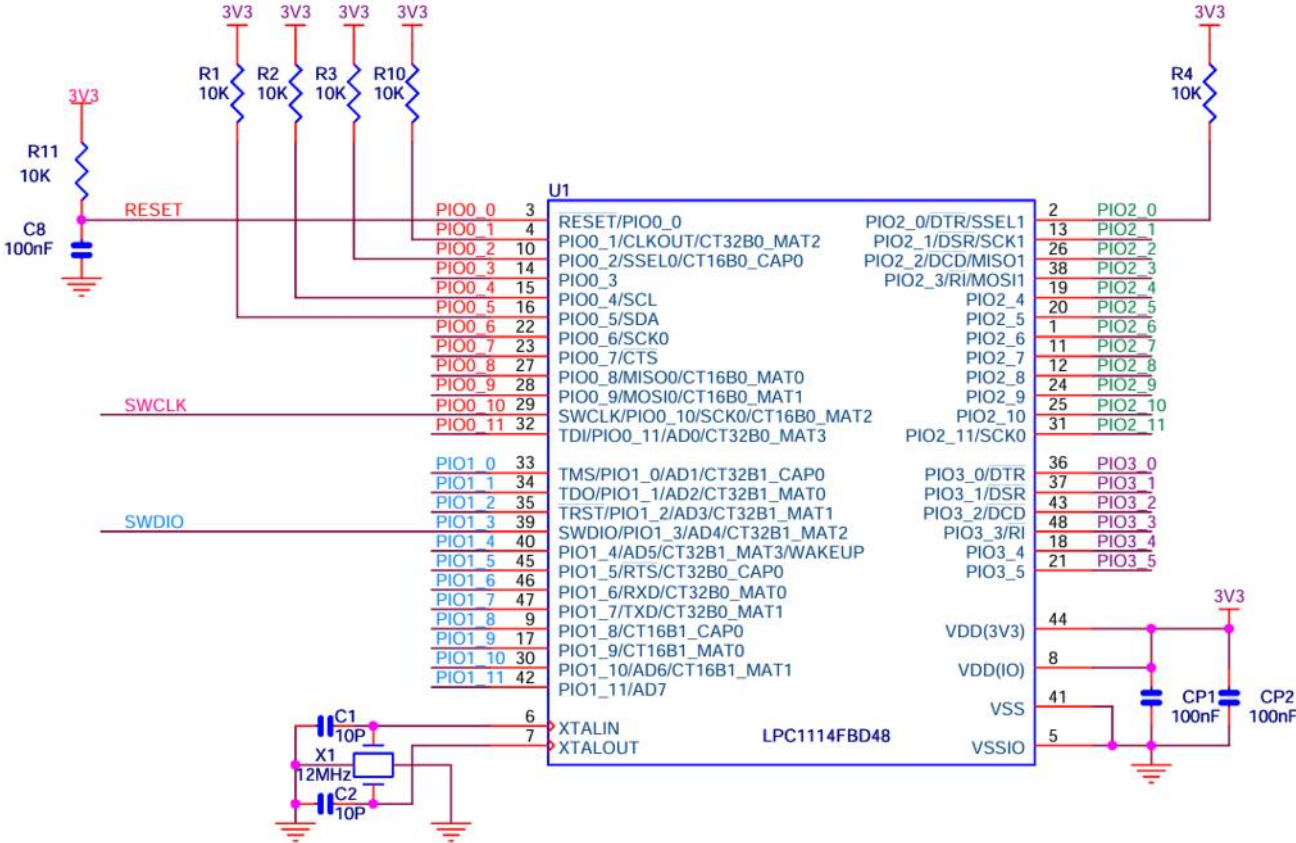 3V3 3V3 3V3 3V3 3V3
R1 R2 R3 R10 R4
10K 10K 10K 10K 10K
3V3
R11
10K
C8
100nF
RESET
SWCLK
SWDIO
U1
PIO0_0 3 RESET/PIO0_0
PIO0_1 4 PIO0_1/CLKOUT/CT32B0_MAT2
PIO0_2 10 PIO0_2/SSEL0/CT16B0_CAP0
PIO0_3 14 PIO0_3
PIO0_4 15 PIO0_4/SCL
PIO0_5 16 PIO0_5/SDA
PIO0_6 22 PIO0_6/SCK0
PIO0_7 23 PIO0_7/CTS
PIO0_8 27 PIO0_8/MISO0/CT16B0_MAT0
PIO0_9 28 PIO0_9/MOSI0/CT16B0_MAT1
PIO0_10 29 SWCLK/PIO0_10/SCK0/CT16B0_MAT2
PIO0_11 32 TDI/PIO0_11/AD0/CT32B0_MAT3
PIO1_0 33 TMS/PIO1_0/AD1/CT32B1_CAP0
PIO1_1 34 TDO/PIO1_1/AD2/CT32B1_MAT0
PIO1_2 35 TRST/PIO1_2/AD3/CT32B1_MAT1
PIO1_3 39 SWDIO/PIO1_3/AD4/CT32B1_MAT2
PIO1_4 40 PIO1_4/AD5/CT32B1_MAT3/WAKEUP
PIO1_5 45 PIO1_5/RTS/CT32B0_CAP0
PIO1_6 46 PIO1_6/RXD/CT32B0_MAT0
PIO1_7 47 PIO1_7/TXD/CT32B0_MAT1
PIO1_8 9 PIO1_8/CT16B1_CAP0
PIO1_9 17 PIO1_9/CT16B1_MAT0
PIO1_10 30 PIO1_10/AD6/CT16B1_MAT1
PIO1_11 42 PIO1_11/AD7
6 XTALIN
7 XTALOUT
C1
10P
X1
12MHz
C2
10P
LPC1114FBD48
PIO2_0/DTR/SSEL1 2 PIO2_0
PIO2_1/DSR/SCK1 13 PIO2_1
PIO2_2/DCD/MISO1 26 PIO2_2
PIO2_3/RI/MOSI1 38 PIO2_3
PIO2_4 19 PIO2_4
PIO2_5 20 PIO2_5
PIO2_6 1 PIO2_6
PIO2_7 11 PIO2_7
PIO2_8 12 PIO2_8
PIO2_9 24 PIO2_9
PIO2_10 25 PIO2_10
PIO2_11/SCK0 31 PIO2_11
PIO3_0/DTR 36 PIO3_0
PIO3_1/DSR 37 PIO3_1
PIO3_2/DCD 43 PIO3_2
PIO3_3/RI 48 PIO3_3
PIO3_4 18 PIO3_4
PIO3_5 21 PIO3_5
3V3
VDD(3V3) 44
VDD(IO) 8
VSS 41
VSSIO 5
CP1
100nF
CP2
100nF